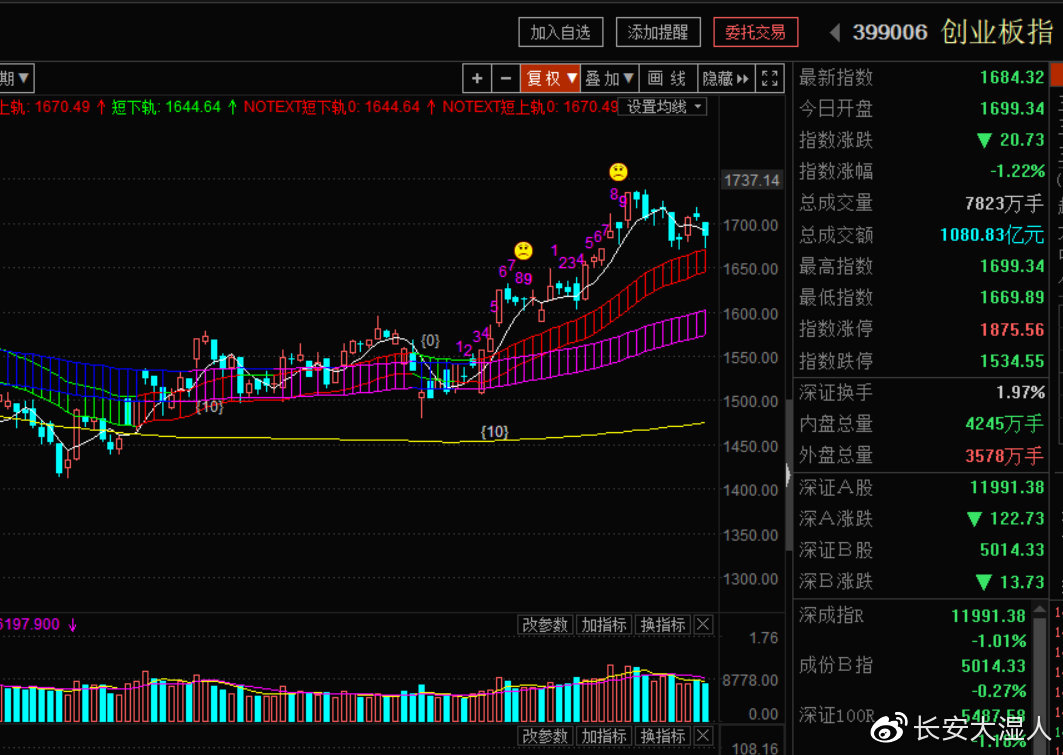 加入自选 添加提醒 委托交易 399006 创业板指
期▼ + − 复权▼ 叠加▼ 画线 隐藏
上轨: 1670.49 ↑ 短下轨: 1644.64 ↑ NOTEXT短下轨0: 1644.64 ↑ NOTEXT短上轨0: 1670.49 设置均线
最新指数 1684.32
今日开盘 1699.34
指数涨跌 ▼ 20.73
指数涨幅 -1.22%
总成交量 7823万手
总成交额 1080.83亿元
最高指数 1699.34
最低指数 1669.89
指数涨停 1875.56
指数跌停 1534.55
深证换手 1.97%
内盘总量 4245万手
外盘总量 3578万手
深证A股 11991.38
深A涨跌 ▼ 122.73
深证B股 5014.33
深B涨跌 ▼ 13.73
深成指R 11991.38
-1.01%
成份B指 5014.33
-0.27%
深证100R 5487.58
1737.14
1700.00
1650.00
1600.00
1550.00
1500.00
1450.00
1400.00
1350.00
1300.00
8 9
6 7 8 9
1 2 3 4 5 6 7
5
1 2 3 4
{0}
{10}
{10}
6197.900 ↓ 改参数 加指标 换指标
1.76
8778.00
0.00
改参数 加指标 换指标
108.16
长安大湿人